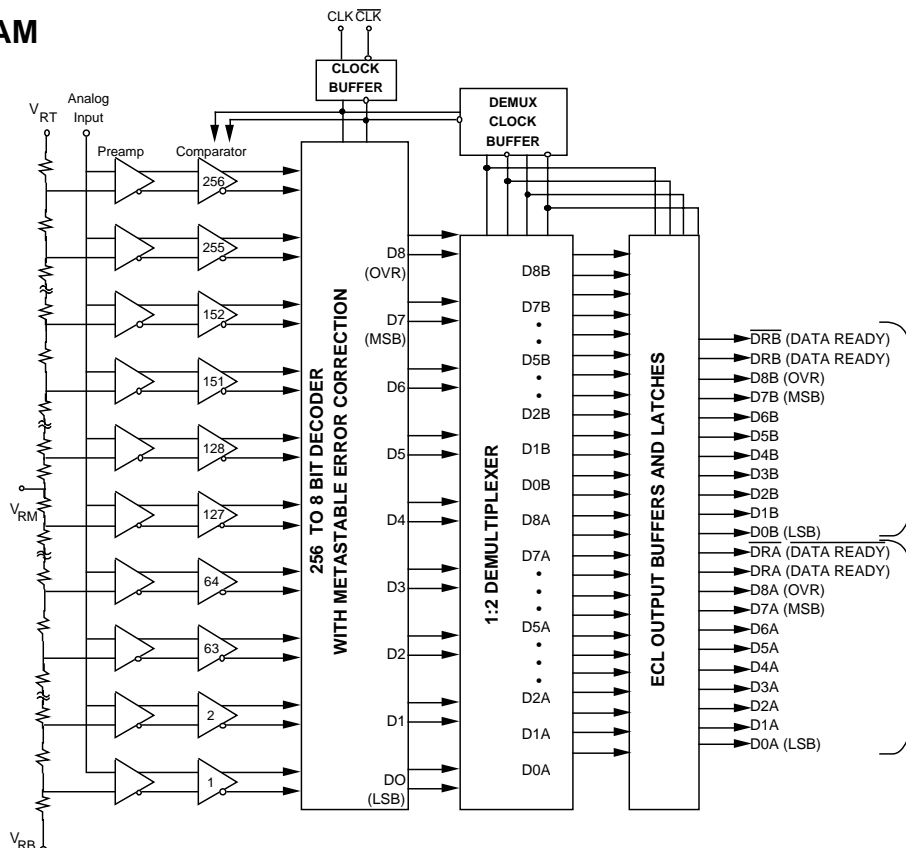 AM
CLK CLK
CLOCK
BUFFER
DEMUX
CLOCK
BUFFER
VRT
Analog
Input
Preamp
Comparator
256
255
152
151
128
127
64
63
2
1
VRM
VRB
256 TO 8 BIT DECODER
WITH METASTABLE ERROR CORRECTION
D8
(OVR)
D7
(MSB)
D6
D5
D4
D3
D2
D1
DO
(LSB)
1:2 DEMULTIPLEXER
D8B
D7B
D5B
D2B
D1B
D0B
D8A
D7A
D5A
D2A
D1A
D0A
ECL OUTPUT BUFFERS AND LATCHES
DRB (DATA READY)
DRB (DATA READY)
D8B (OVR)
D7B (MSB)
D6B
D5B
D4B
D3B
D2B
D1B
D0B (LSB)
DRA (DATA READY)
DRA (DATA READY)
D8A (OVR)
D7A (MSB)
D6A
D5A
D4A
D3A
D2A
D1A
D0A (LSB)